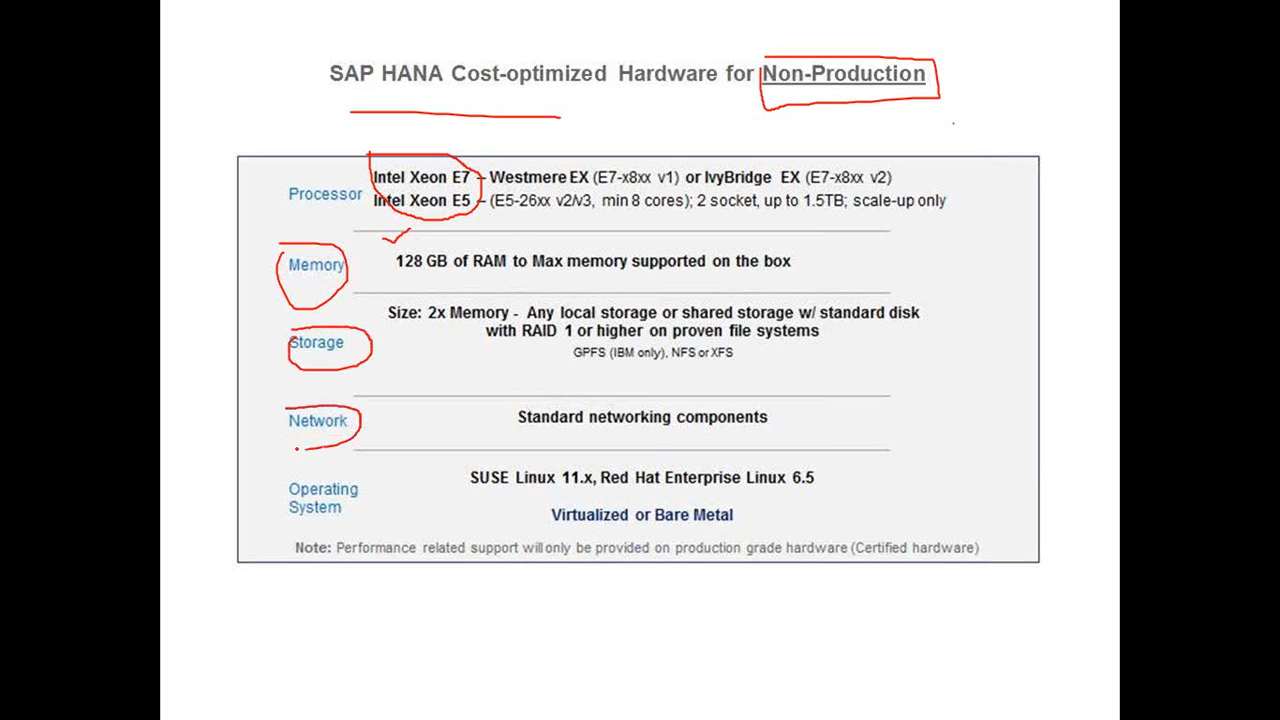 SAP HANA Cost-optimized Hardware for Non-Production
Processor
Intel Xeon E7 – Westmere EX (E7-x8xx v1) or IvyBridge EX (E7-x8xx v2)
Intel Xeon E5 – (E5-26xx v2/v3, min 8 cores); 2 socket, up to 1.5TB; scale-up only
Memory
128 GB of RAM to Max memory supported on the box
Storage
Size: 2x Memory - Any local storage or shared storage w/ standard disk
with RAID 1 or higher on proven file systems
GPFS (IBM only), NFS or XFS
Network
Standard networking components
Operating
System
SUSE Linux 11.x, Red Hat Enterprise Linux 6.5
Virtualized or Bare Metal
Note: Performance related support will only be provided on production grade hardware (Certified hardware)